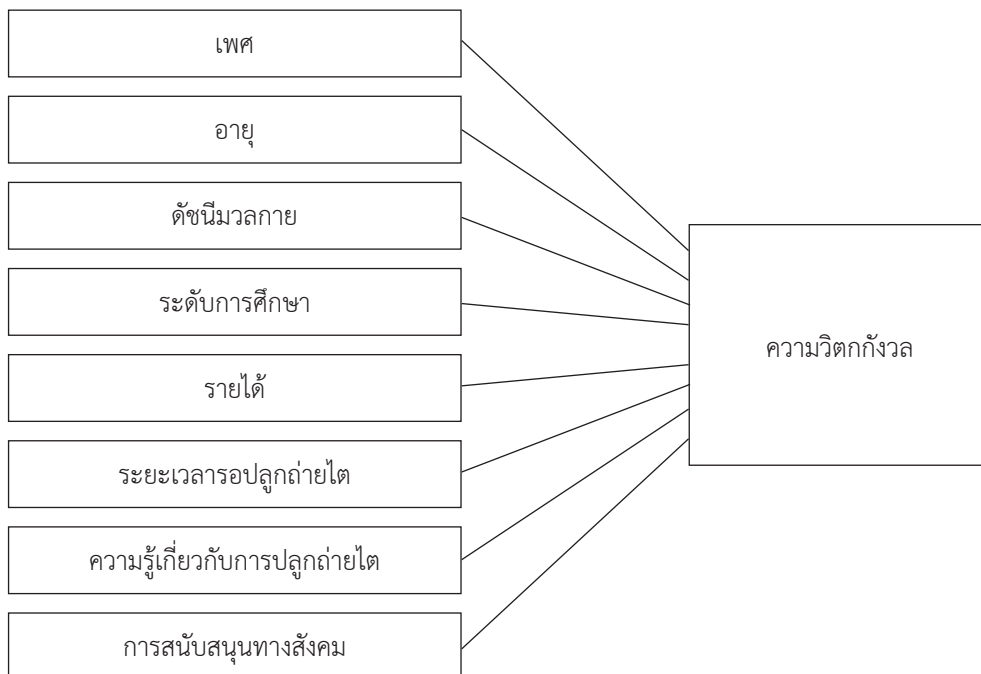 เพศ
อายุ
ดัชนีมวลกาย
ระดับการศึกษา
รายได้
ระยะเวลารอปลูกถ่ายไต
ความรู้เกี่ยวกับการปลูกถ่ายไต
การสนับสนุนทางสังคม
ความวิตกกังวล